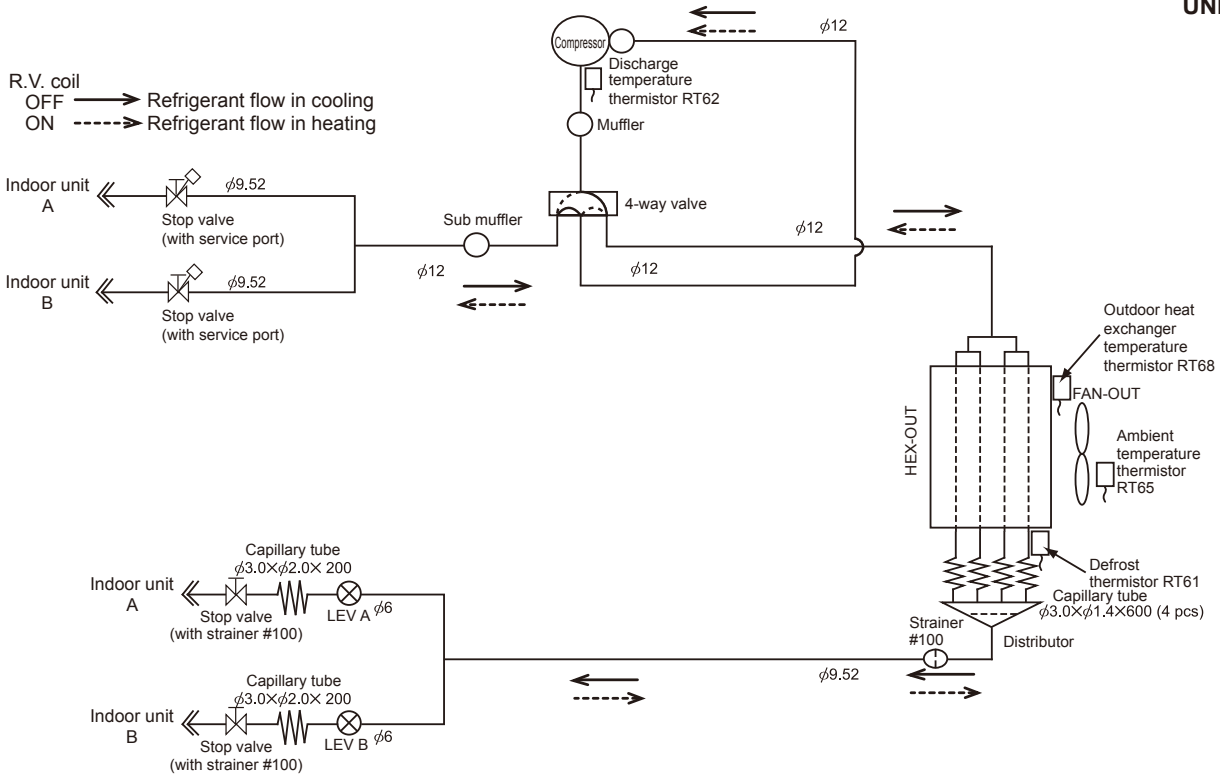 UNI
R.V. coil
OFF Refrigerant flow in cooling
ON Refrigerant flow in heating
Compressor
ϕ12
Discharge
temperature
thermistor RT62
Muffler
4-way valve
Indoor unit
A
ϕ9.52
Stop valve
(with service port)
Indoor unit
B
ϕ9.52
Stop valve
(with service port)
Sub muffler
ϕ12
ϕ12
ϕ12
Outdoor heat
exchanger
temperature
thermistor RT68
FAN-OUT
HEX-OUT
Ambient
temperature
thermistor
RT65
Defrost
thermistor RT61
Capillary tube
ϕ3.0×ϕ1.4×600 (4 pcs)
Distributor
Strainer
#100
ϕ9.52
Capillary tube
ϕ3.0×ϕ2.0× 200
Indoor unit
A
Stop valve
(with strainer #100)
LEV A
ϕ6
Capillary tube
ϕ3.0×ϕ2.0× 200
Indoor unit
B
Stop valve
(with strainer #100)
LEV B
ϕ6